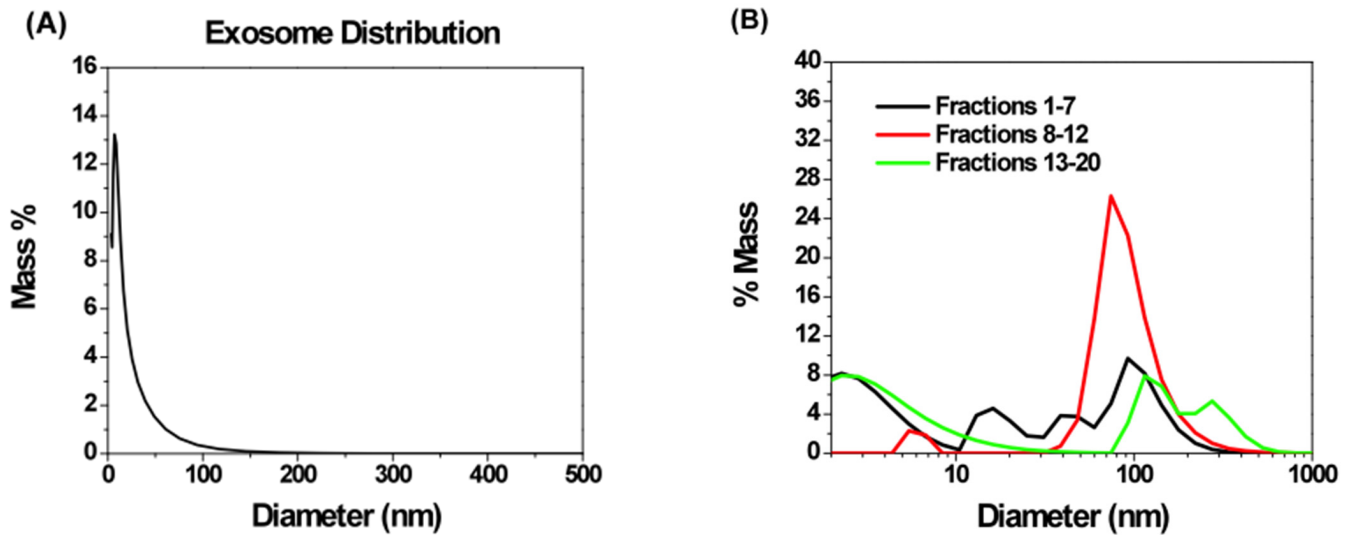 (A)
Exosome Distribution
16
14
12
10
8
6
4
2
0
Mass %
0 100 200 300 400 500
Diameter (nm)
(B)
40
36
32
28
24
20
16
12
8
4
0
% Mass
Fractions 1-7
Fractions 8-12
Fractions 13-20
10 100 1000
Diameter (nm)